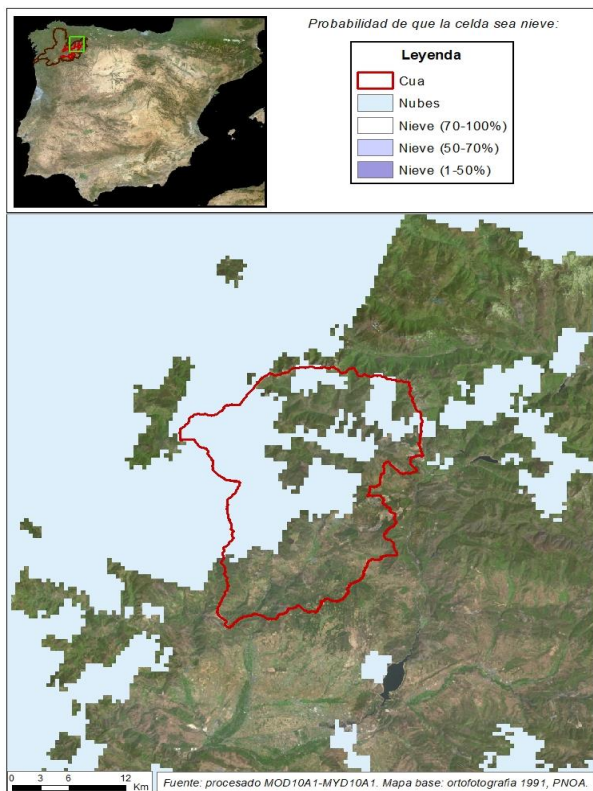 Probabilidad de que la celda sea nieve:
Leyenda
Cua
Nubes
Nieve (70-100%)
Nieve (50-70%)
Nieve (1-50%)
0 3 6 12
Km
Fuente: procesado MOD10A1-MYD10A1. Mapa base: ortofotografia 1991, PNOA.